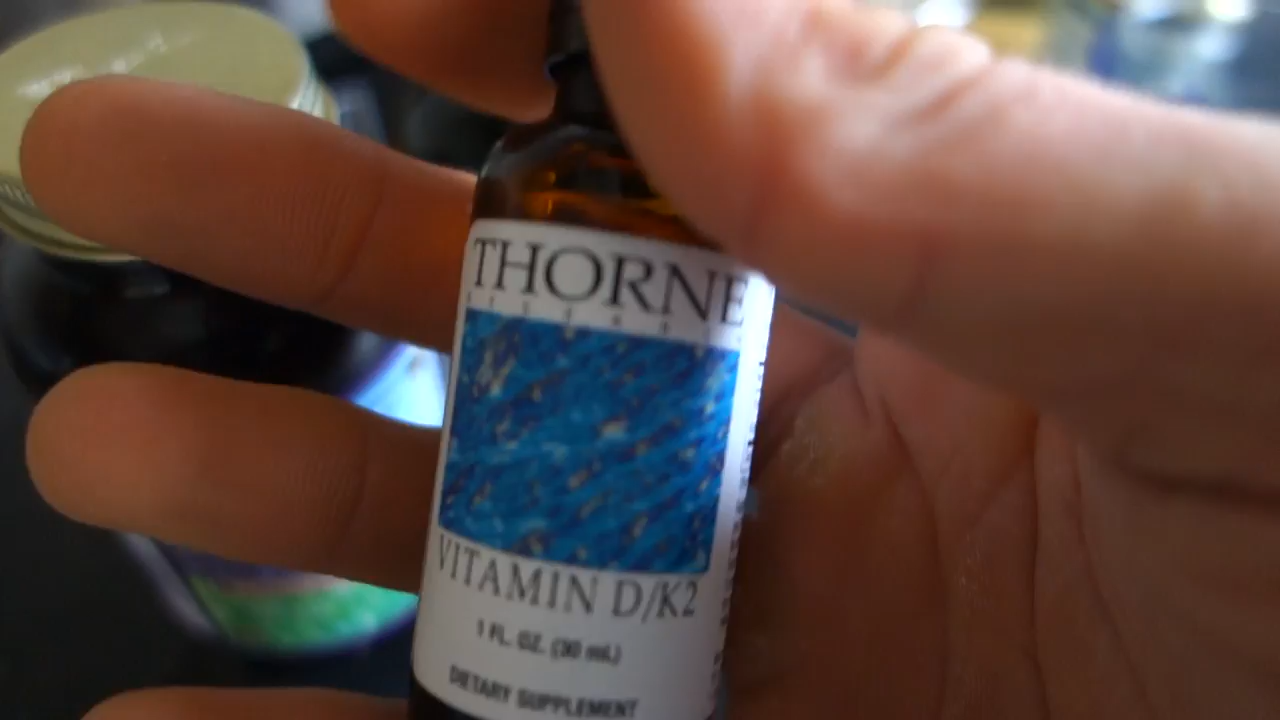 THORNE
VITAMIN D/K2
1 FL. OZ. (30 mL)
DIETARY SUPPLEMENT